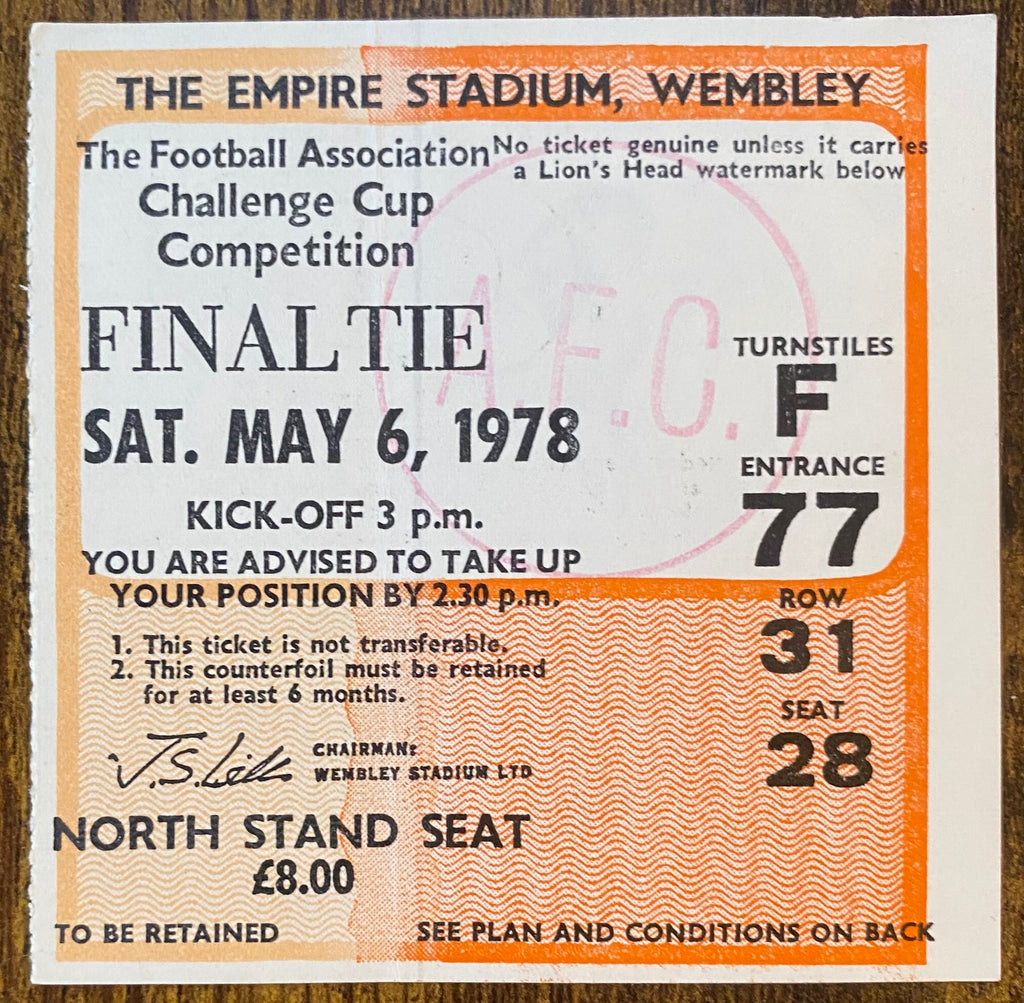 THE EMPIRE STADIUM, WEMBLEY
The Football Association
Challenge Cup
Competition
No ticket genuine unless it carries
a Lion's Head watermark below
A.F.C.
FINAL TIE
SAT. MAY 6, 1978
KICK-OFF 3 p.m.
YOU ARE ADVISED TO TAKE UP
YOUR POSITION BY 2.30 p.m.
TURNSTILES
F
ENTRANCE
77
ROW
31
SEAT
28
1. This ticket is not transferable.
2. This counterfoil must be retained
for at least 6 months.
CHAIRMAN:
WEMBLEY STADIUM LTD
NORTH STAND SEAT
£8.00
TO BE RETAINED
SEE PLAN AND CONDITIONS ON BACK